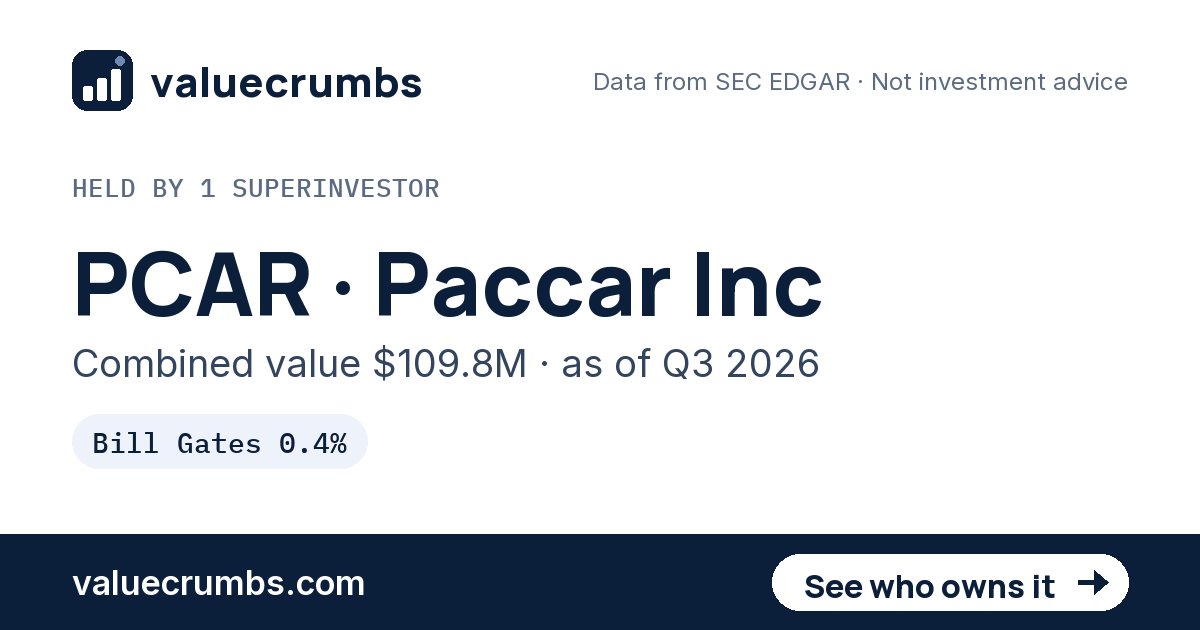 valuecrumbs
Data from SEC EDGAR · Not investment advice
HELD BY 1 SUPERINVESTOR
PCAR · Paccar Inc
Combined value $109.8M · as of Q3 2026
Bill Gates 0.4%
valuecrumbs.com
See who owns it →